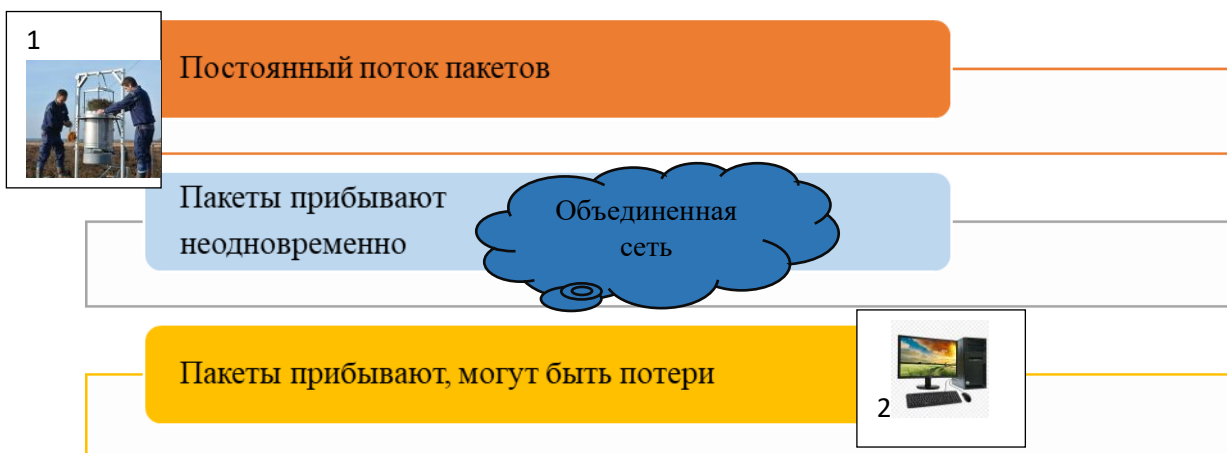 1
Постоянный поток пакетов
Пакеты прибывают
неодновременно
Объединенная
сеть
Пакеты прибывают, могут быть потери
2